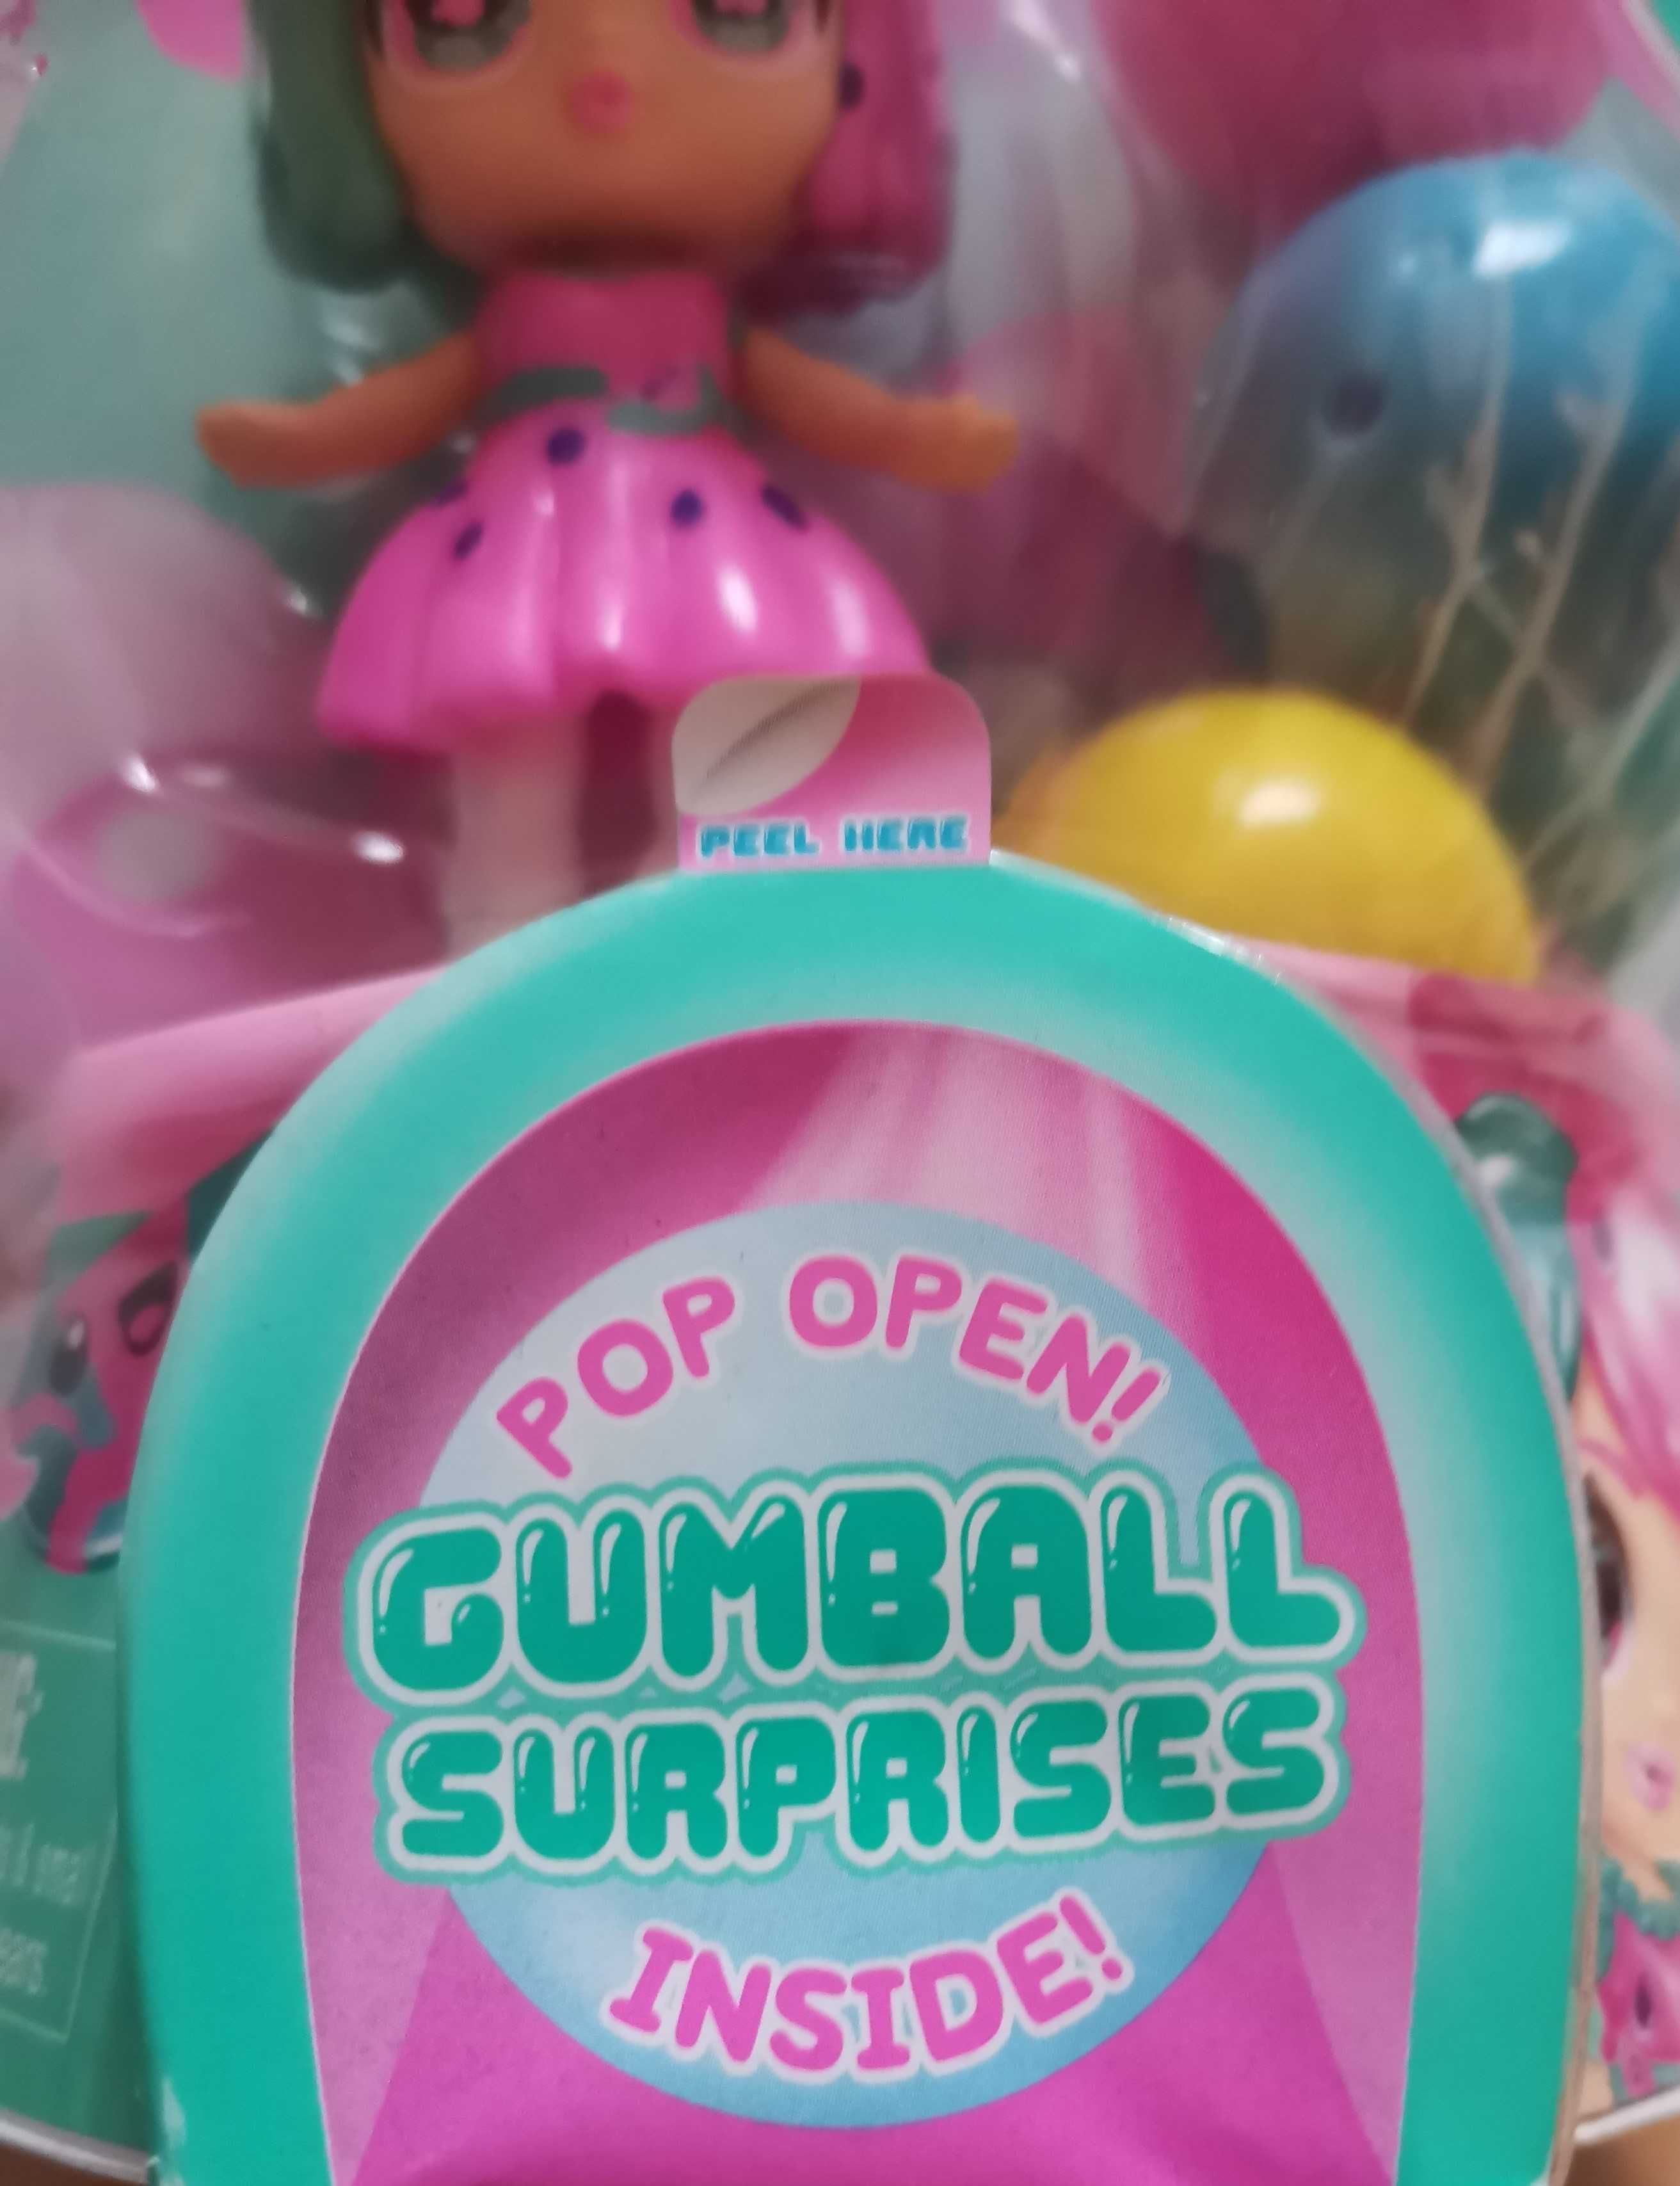 PEEL HERE
POP OPEN!
GUMBALL
SURPRISES
INSIDE!